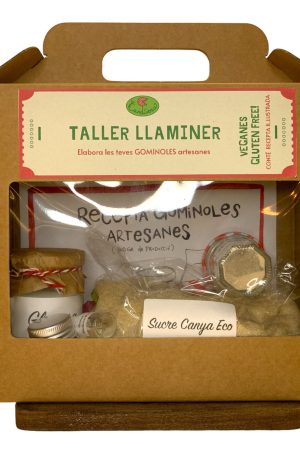 TALLER LLAMINER
Elabora les teves GOMINOLES artesanes
VEGANES
GLUTEN FREE!
CONTÉ RECEPTA IL·LUSTRADA
RECEPTA GOMINOLES
ARTESANES
Sucre Canya Eco